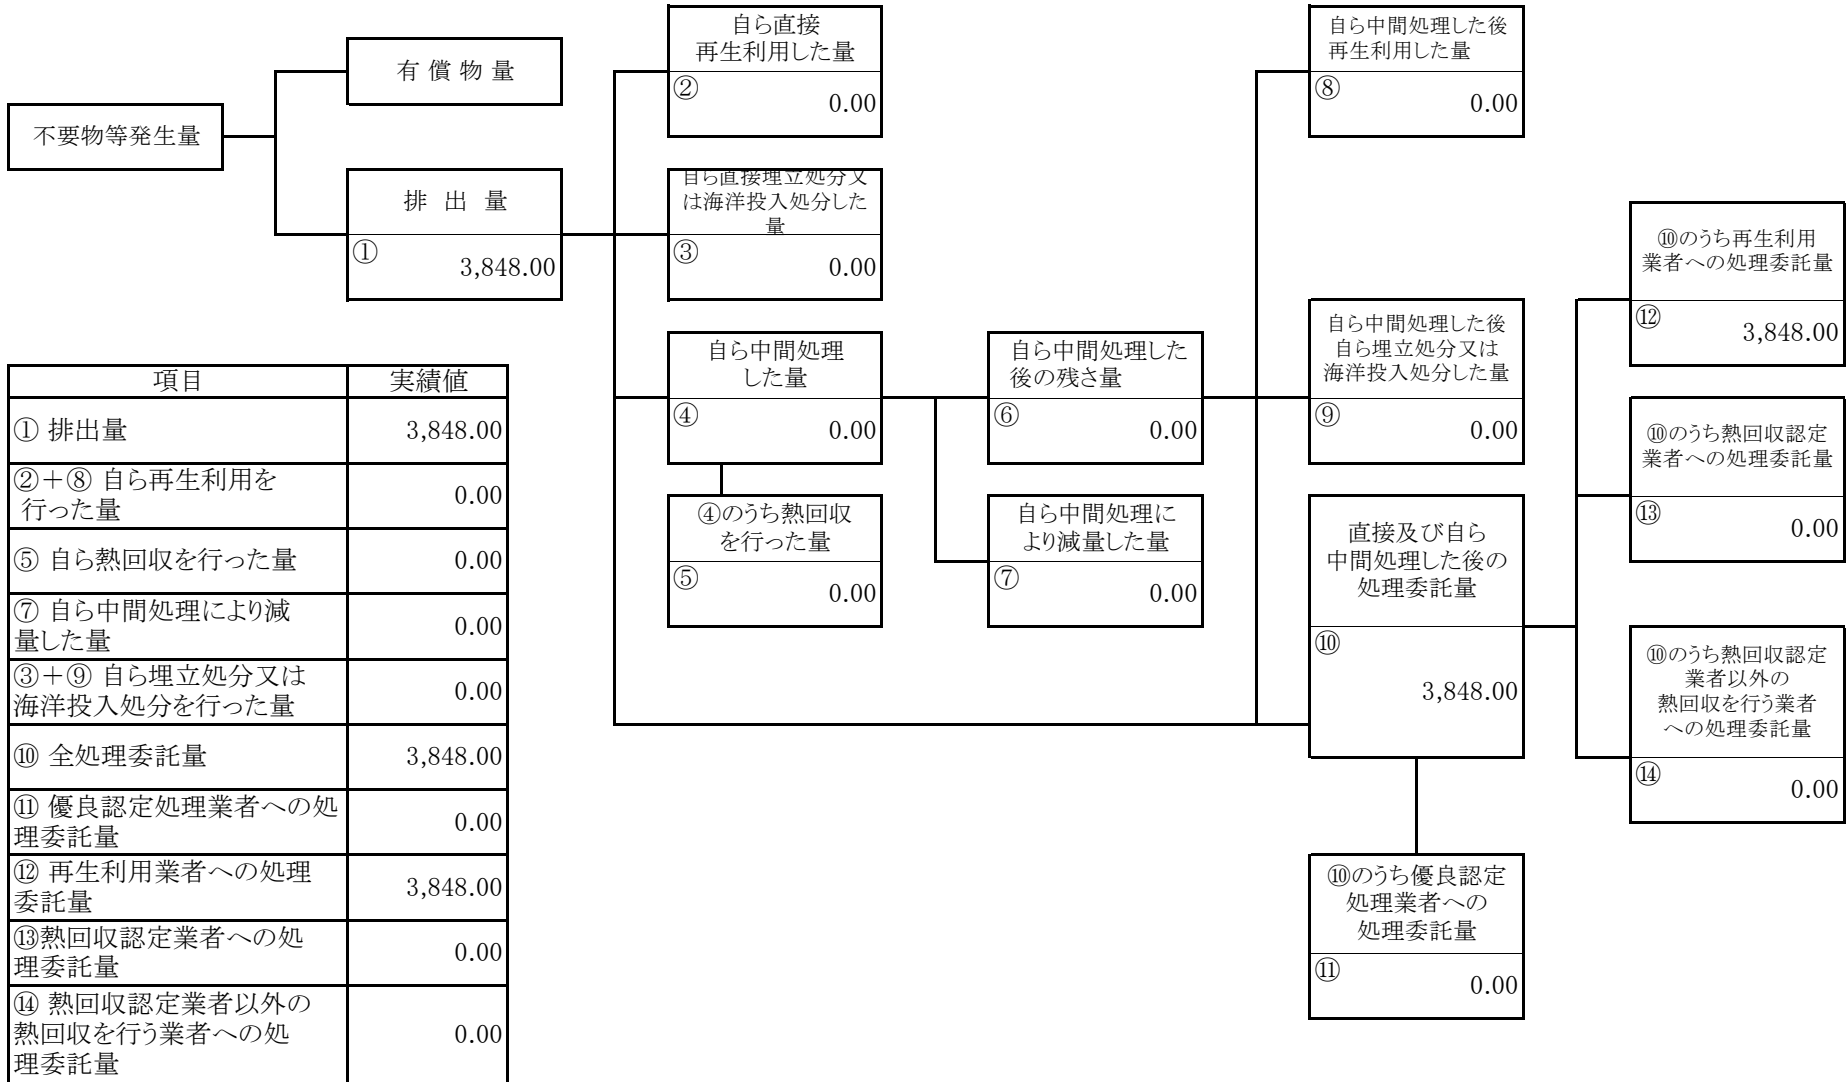 不要物等発生量
有 償 物 量
排 出 量
①
3,848.00
自ら直接
再生利用した量
②
0.00
自ら直接埋立処分又
は海洋投入処分した
量
③
0.00
自ら中間処理
した量
④
0.00
④のうち熱回収
を行った量
⑤
0.00
自ら中間処理した
後の残さ量
⑥
0.00
自ら中間処理に
より減量した量
⑦
0.00
自ら中間処理した後
再生利用した量
⑧
0.00
自ら中間処理した後
自ら埋立処分又は
海洋投入処分した量
⑨
0.00
直接及び自ら
中間処理した後の
処理委託量
⑩
3,848.00
⑩のうち優良認定
処理業者への
処理委託量
⑪
0.00
⑩のうち再生利用
業者への処理委託量
⑫
3,848.00
⑩のうち熱回収認定
業者への処理委託量
⑬
0.00
⑩のうち熱回収認定
業者以外の
熱回収を行う業者
への処理委託量
⑭
0.00
項目 実績値
① 排出量 3,848.00
②＋⑧ 自ら再生利用を
行った量 0.00
⑤ 自ら熱回収を行った量 0.00
⑦ 自ら中間処理により減
量した量 0.00
③＋⑨ 自ら埋立処分又は
海洋投入処分を行った量 0.00
⑩ 全処理委託量 3,848.00
⑪ 優良認定処理業者への処
理委託量 0.00
⑫ 再生利用業者への処理
委託量 3,848.00
⑬熱回収認定業者への処
理委託量 0.00
⑭ 熱回収認定業者以外の
熱回収を行う業者への処
理委託量 0.00